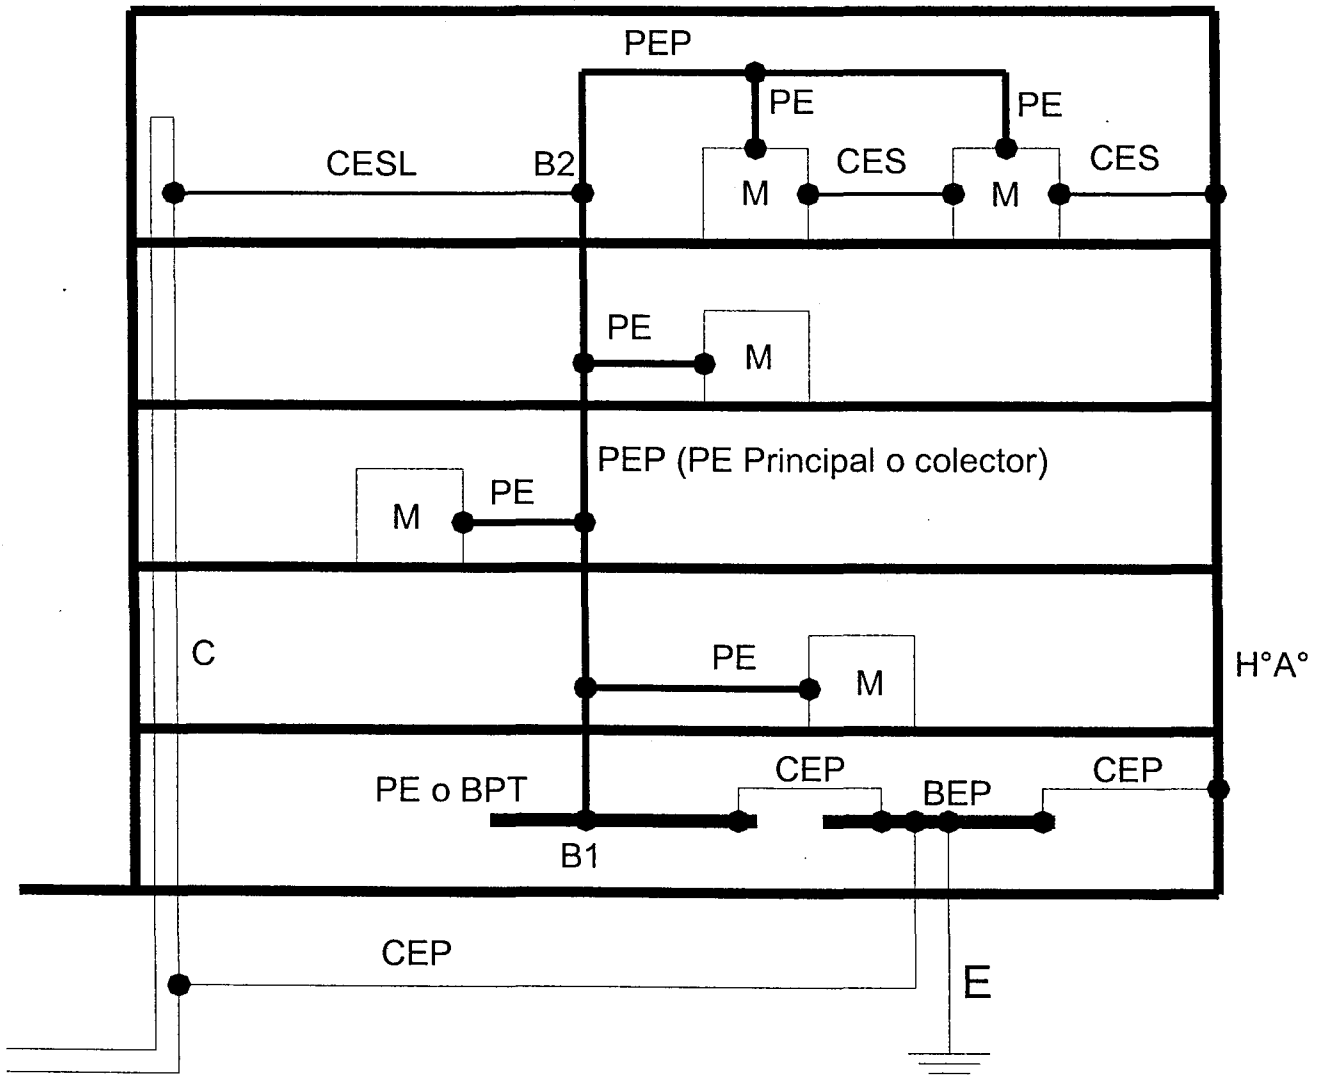 PEP
PE
PE
CESL
B2
M
CES
M
CES
PE
M
PEP (PE Principal o colector)
M
PE
C
PE
M
H°A°
PE o BPT
CEP
BEP
CEP
B1
CEP
E